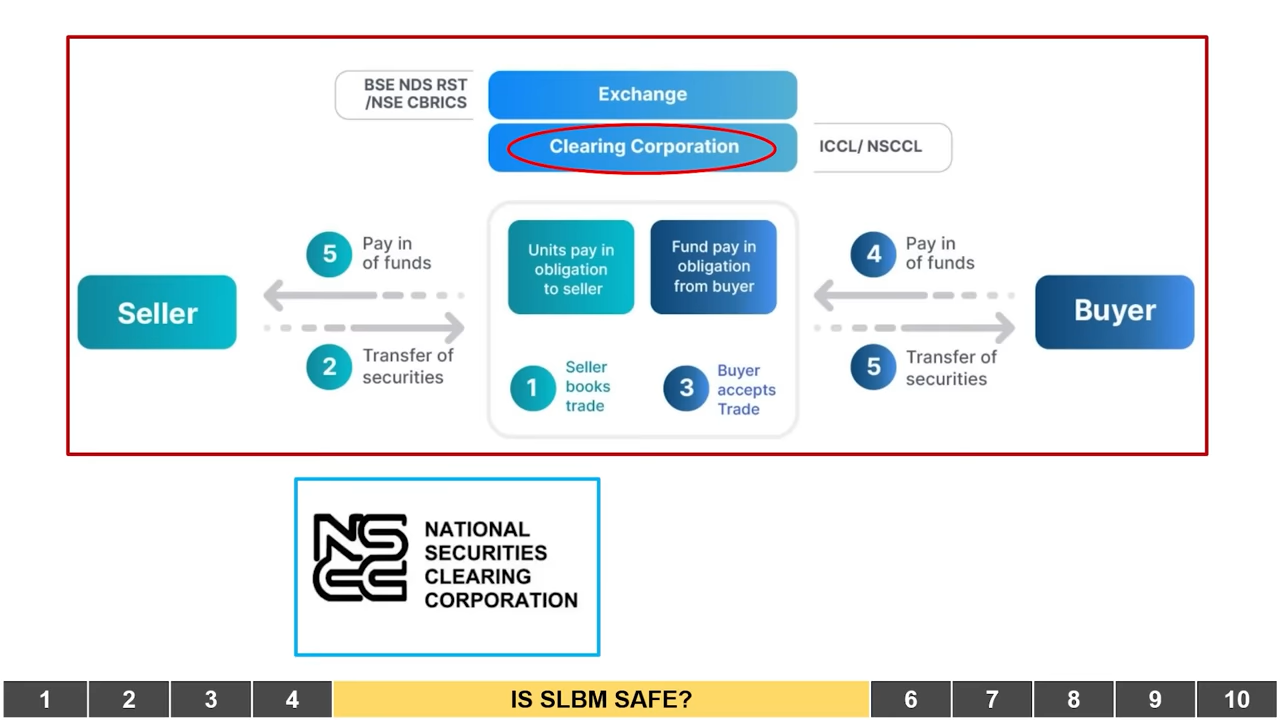 BSE NDS RST
/NSE CBRICS
Exchange
Clearing Corporation
ICCL/ NSCCL
5
Pay in
of funds
Units pay in
obligation
to seller
Fund pay in
obligation
from buyer
4
Pay in
of funds
Seller
Buyer
2
Transfer of
securities
1
Seller
books
trade
3
Buyer
accepts
Trade
5
Transfer of
securities
NSCC
NATIONAL
SECURITIES
CLEARING
CORPORATION
1
2
3
4
IS SLBM SAFE?
6
7
8
9
10